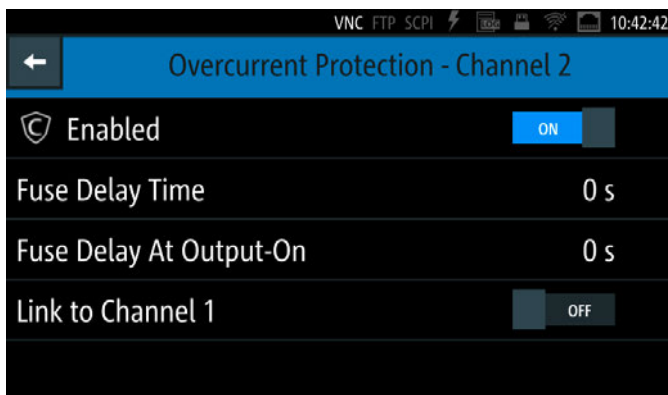 VNC FTP SCPI LOG 10:42:42
Overcurrent Protection - Channel 2
C Enabled ON
Fuse Delay Time 0 s
Fuse Delay At Output-On 0 s
Link to Channel 1 OFF